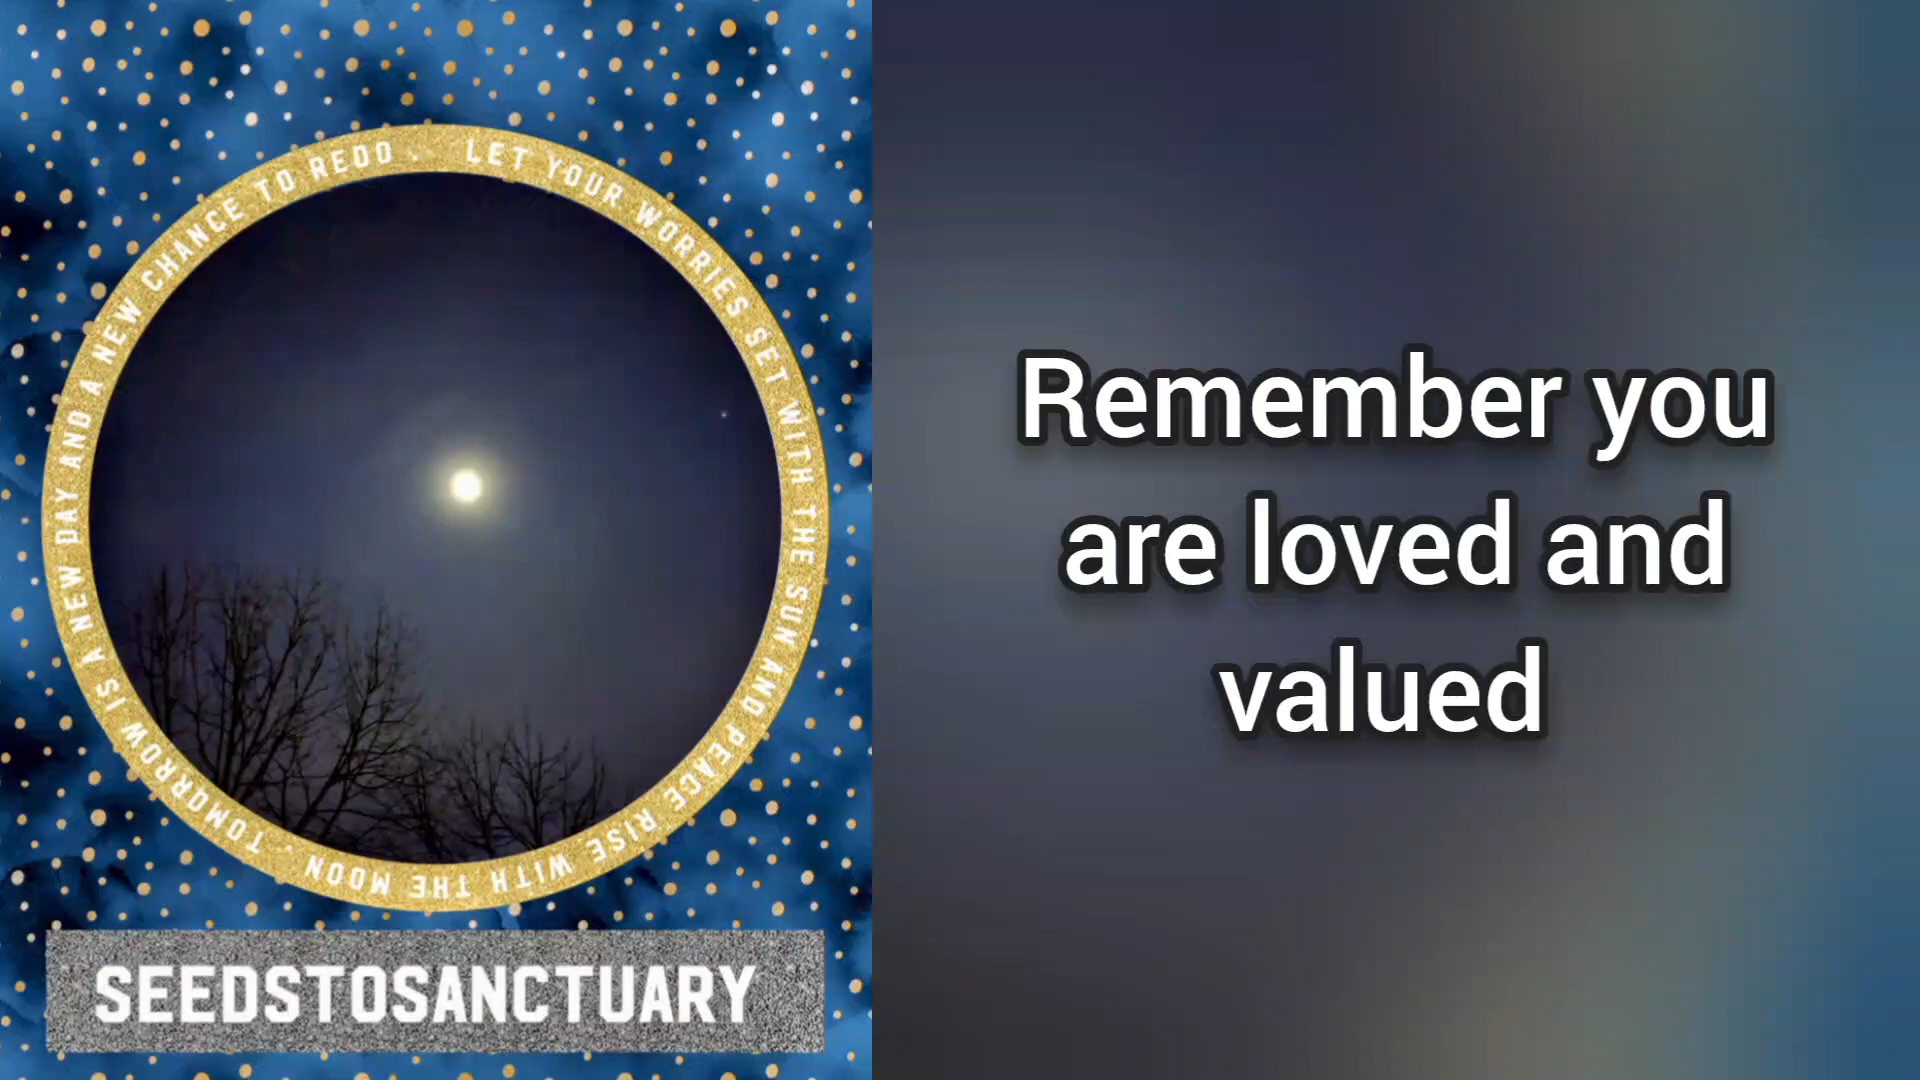 LET YOUR WORRIES SET WITH THE SUN AND PEACE RISE WITH THE MOON . TOMORROW IS A NEW DAY AND A NEW CHANCE TO REDO .
SEEDSTOSANCTUARY
Remember you
are loved and
valued